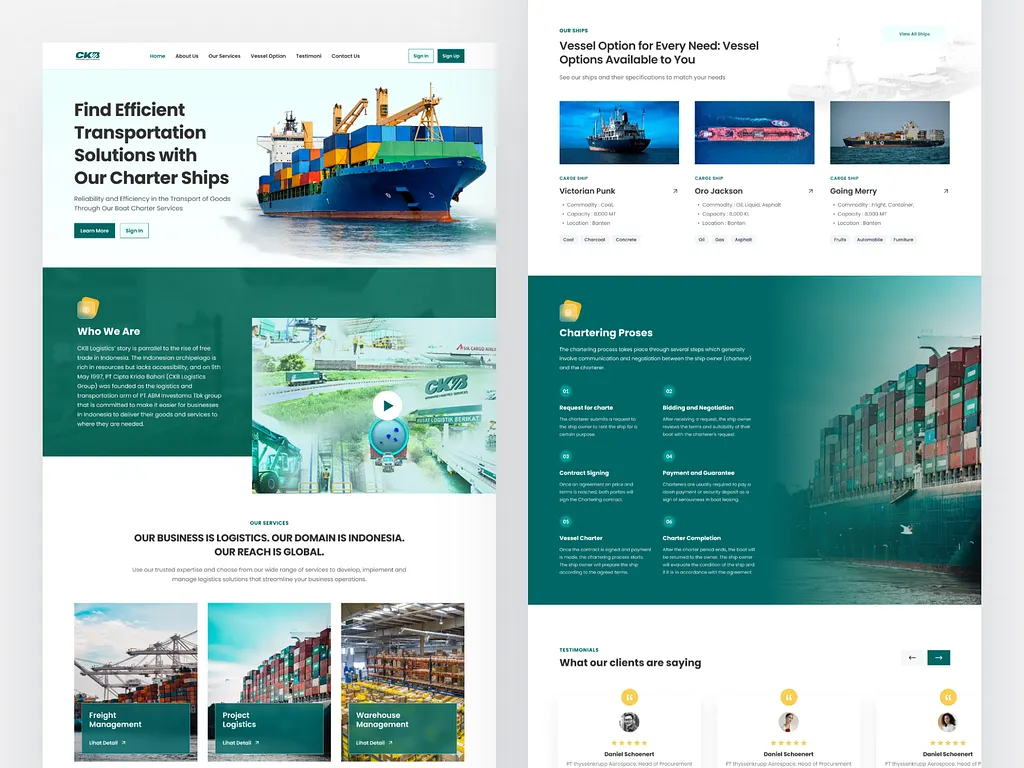 CKB
Home
About Us
Our Services
Vessel Option
Testimoni
Contact Us
Sign In
Sign Up
Find Efficient
Transportation
Solutions with
Our Charter Ships
Reliability and Efficiency in the Transport of Goods
Through Our Boat Charter Services
Learn More
Sign In
Who We Are
CKB Logistics' story is parralel to the rise of free
trade in Indonesia. The Indonesian archipelago is
rich in resources but lacks accessibility, and on 9th
May 1997, PT Cipta Krida Bahari (CKB Logistics
Group) was founded as the logistics and
transportation arm of PT ABM Investama Tbk group
that is committed to make it easier for businesses
in Indonesia to deliver their goods and services to
where they are needed.
CARGO AIRLINE
CKB
PUSAT LOGISTIK BERIKAT
OUR SERVICES
OUR BUSINESS IS LOGISTICS. OUR DOMAIN IS INDONESIA.
OUR REACH IS GLOBAL.
Use our trusted expertise and choose from our wide range of services to develop, implement and
manage logistics solutions that streamline your business operations.
Freight
Management
Lihat Detail
Project
Logistics
Lihat Detail
Warehouse
Management
Lihat Detail
OUR SHIPS
Vessel Option for Every Need: Vessel
Options Available to You
See our ships and their specifications to match your needs
View All Ships
CARGE SHIP
Victorian Punk
• Commodity : Coal,
• Capacity : 8,000 MT
• Location : Banten
Coal
Charcoal
Concrete
CARGE SHIP
Oro Jackson
• Commodity : Oil, Liquid, Asphalt
• Capacity : 8,000 KL
• Location : Banten
Oil
Gas
Asphalt
MSC
CARGE SHIP
Going Merry
• Commodity : Fright, Container,
• Capacity : 8,000 MT
• Location : Banten
Fruits
Automobile
Furniture
Chartering Proses
The chartering process takes place through several steps which generally
involve communication and negotiation between the ship owner (charterer)
and the charterer.
01
Request for charte
The charterer submits a request to
the ship owner to rent the ship for a
certain purpose.
02
Bidding and Negotiation
After receiving a request, the ship owner
reviews the terms and suitability of their
boat with the charterer's request.
03
Contract Signing
Once an agreement on price and
terms is reached, both parties will
sign the Chartering contract.
04
Payment and Guarantee
Charterers are usually required to pay a
down payment or security deposit as a
sign of seriousness in boat leasing.
05
Vessel Charter
Once the contract is signed and payment
is made, the chartering process starts.
The ship owner will prepare the ship
according to the agreed terms.
06
Charter Completion
After the charter period ends, the boat will
be returned to the owner. The ship owner
will evaluate the condition of the ship and
if it is in accordance with the agreement
TESTIMONIALS
What our clients are saying
Daniel Schoenert
PT thyssenkrupp Aerospace, Head of Procurement
Daniel Schoenert
PT thyssenkrupp Aerospace, Head of Procurement
Daniel Schoenert
PT thyssenkrupp Aerospace, Head of P